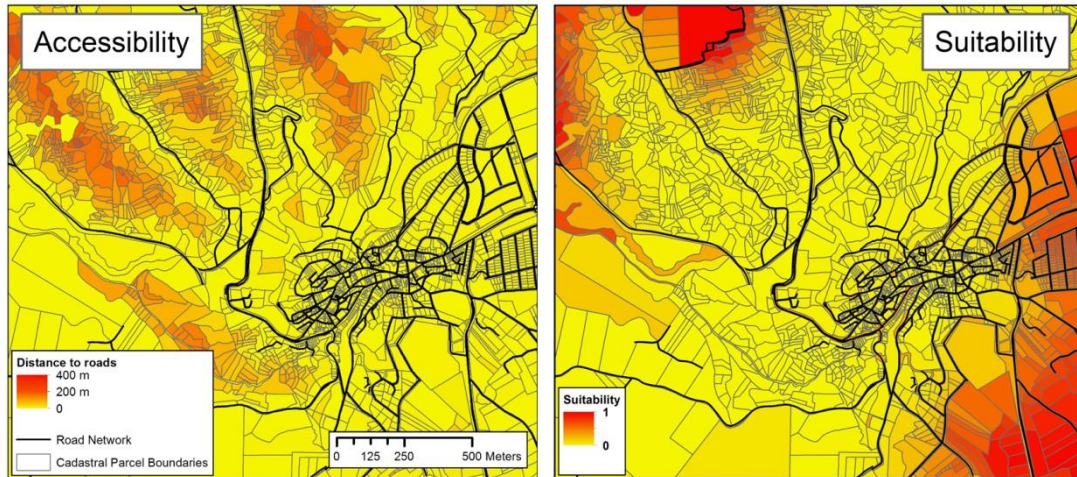 Accessibility
Suitability
Distance to roads
400 m
200 m
0
Road Network
Cadastral Parcel Boundaries
0 125 250 500 Meters
Suitability
1
0